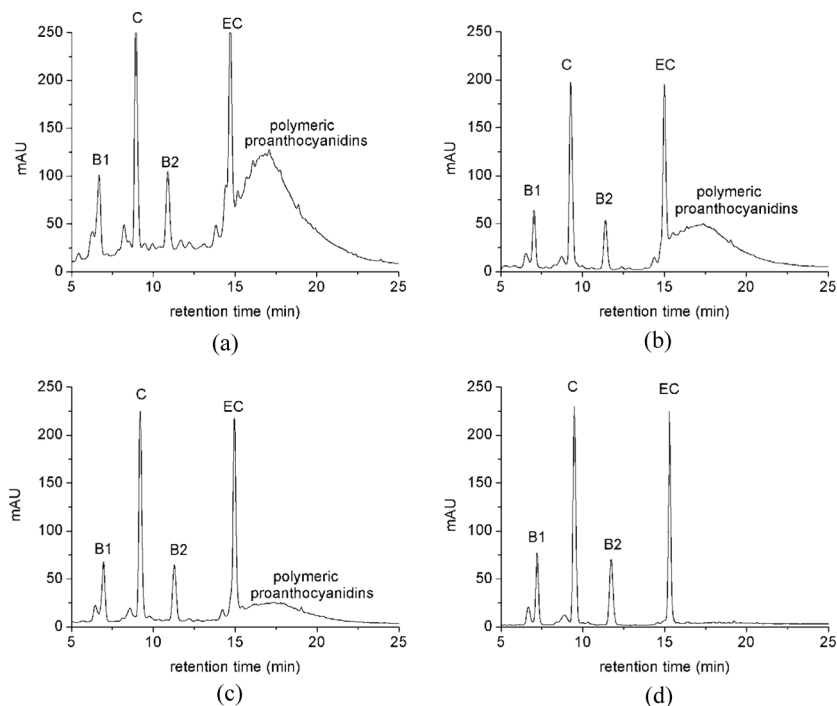 250
200
150
100
50
0
mAU
B1
C
B2
EC
polymeric
proanthocyanidins
5
10
15
20
25
retention time (min)
(a)
250
200
150
100
50
0
mAU
B1
C
B2
EC
polymeric
proanthocyanidins
5
10
15
20
25
retention time (min)
(b)
250
200
150
100
50
0
mAU
B1
C
B2
EC
polymeric
proanthocyanidins
5
10
15
20
25
retention time (min)
(c)
250
200
150
100
50
0
mAU
B1
C
B2
EC
5
10
15
20
25
retention time (min)
(d)